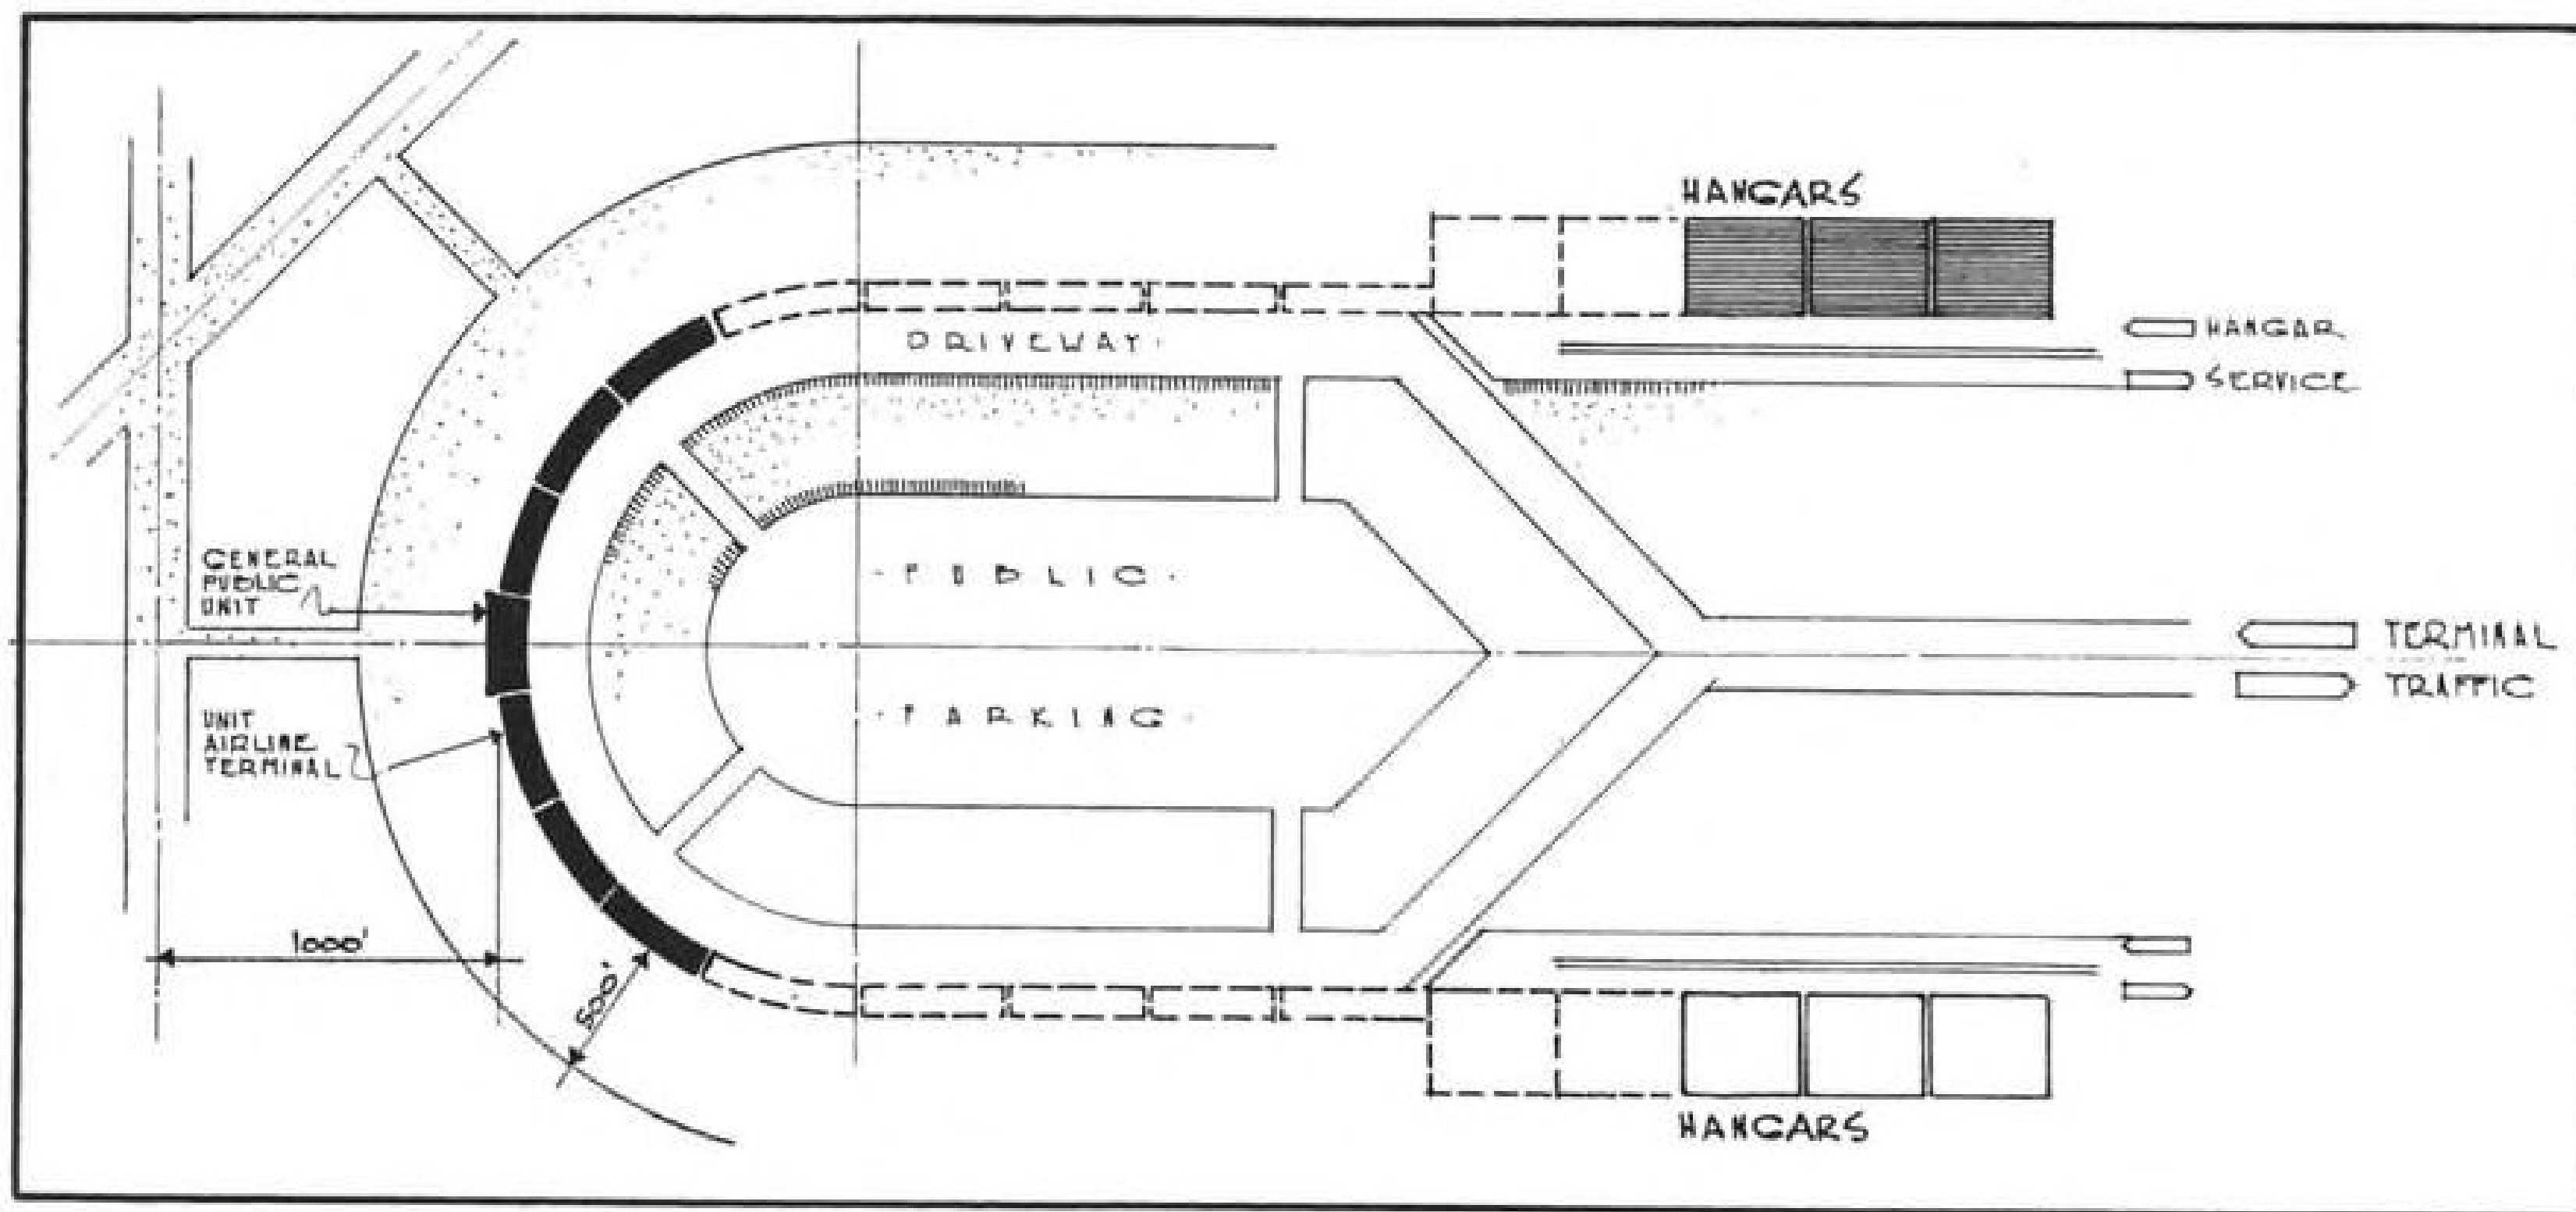 HANGARS
HANGAR
SERVICE
DRIVEWAY
GENERAL
PUBLIC
UNIT
PUBLIC
TERMINAL
TRAFFIC
PARKING
UNIT
AIRLINE
TERMINAL
1000'
500'
HANGARS